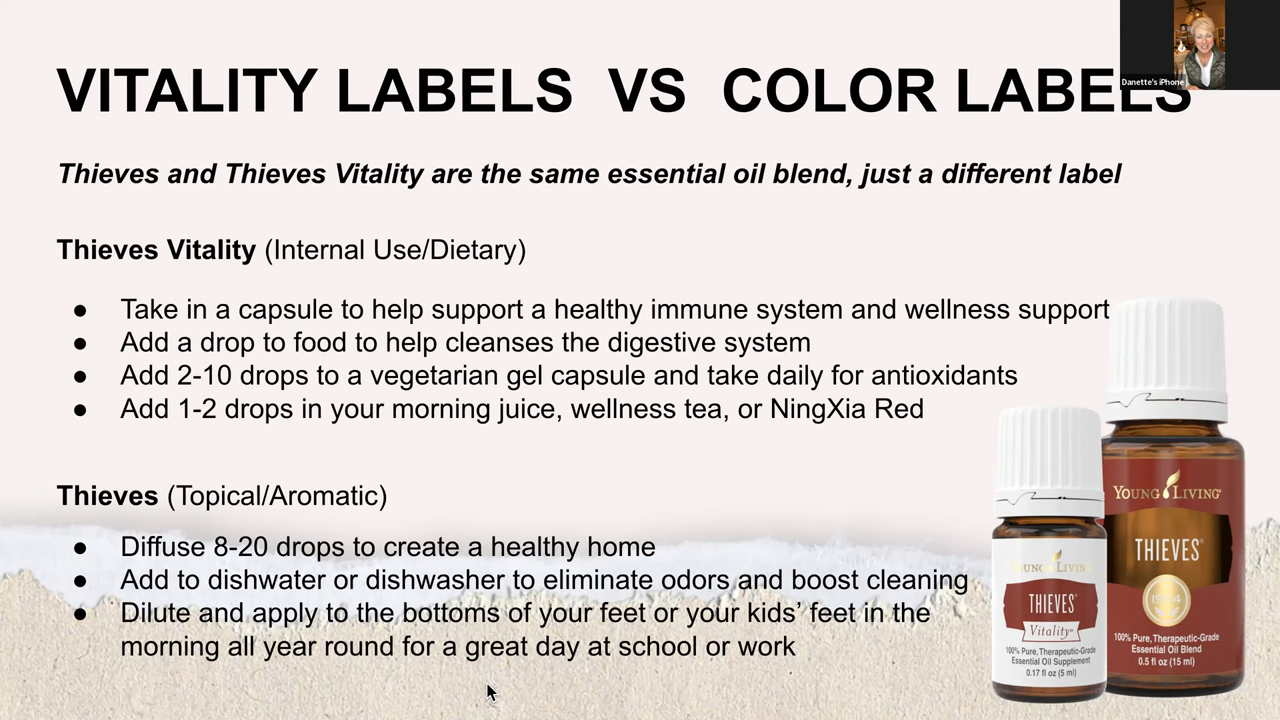 Danette's iPhone
VITALITY LABELS VS COLOR LABELS
Thieves and Thieves Vitality are the same essential oil blend, just a different label
Thieves Vitality (Internal Use/Dietary)
● Take in a capsule to help support a healthy immune system and wellness support
● Add a drop to food to help cleanses the digestive system
● Add 2-10 drops to a vegetarian gel capsule and take daily for antioxidants
● Add 1-2 drops in your morning juice, wellness tea, or NingXia Red
Thieves (Topical/Aromatic)
● Diffuse 8-20 drops to create a healthy home
● Add to dishwater or dishwasher to eliminate odors and boost cleaning
● Dilute and apply to the bottoms of your feet or your kids' feet in the
morning all year round for a great day at school or work
YOUNG LIVING
THIEVES
Vitality™
100% Pure, Therapeutic-Grade
Essential Oil Supplement
0.17 fl oz (5 ml)
YOUNG LIVING®
THIEVES®
100% Pure, Therapeutic-Grade
Essential Oil Blend
0.5 fl oz (15 ml)